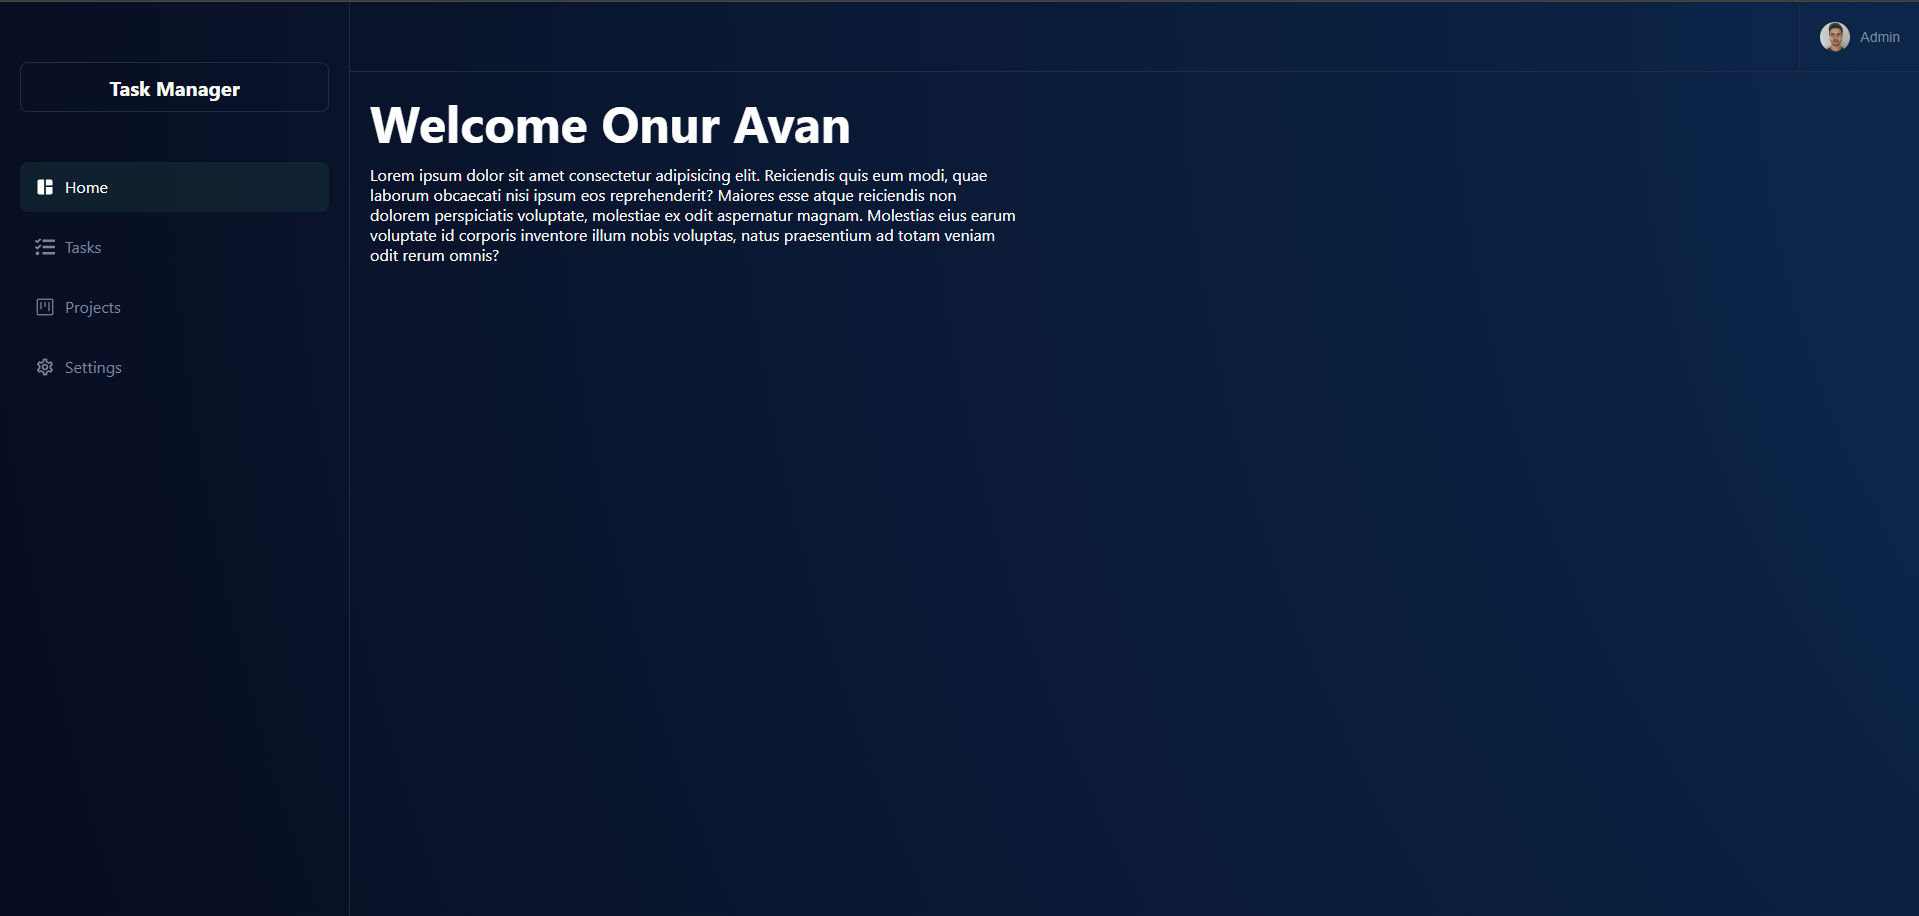 Admin
Task Manager
Welcome Onur Avan
Lorem ipsum dolor sit amet consectetur adipisicing elit. Reiciendis quis eum modi, quae
laborum obcaecati nisi ipsum eos reprehenderit? Maiores esse atque reiciendis non
dolorem perspiciatis voluptate, molestiae ex odit aspernatur magnam. Molestias eius earum
voluptate id corporis inventore illum nobis voluptas, natus praesentium ad totam veniam
odit rerum omnis?
Home
Tasks
Projects
Settings